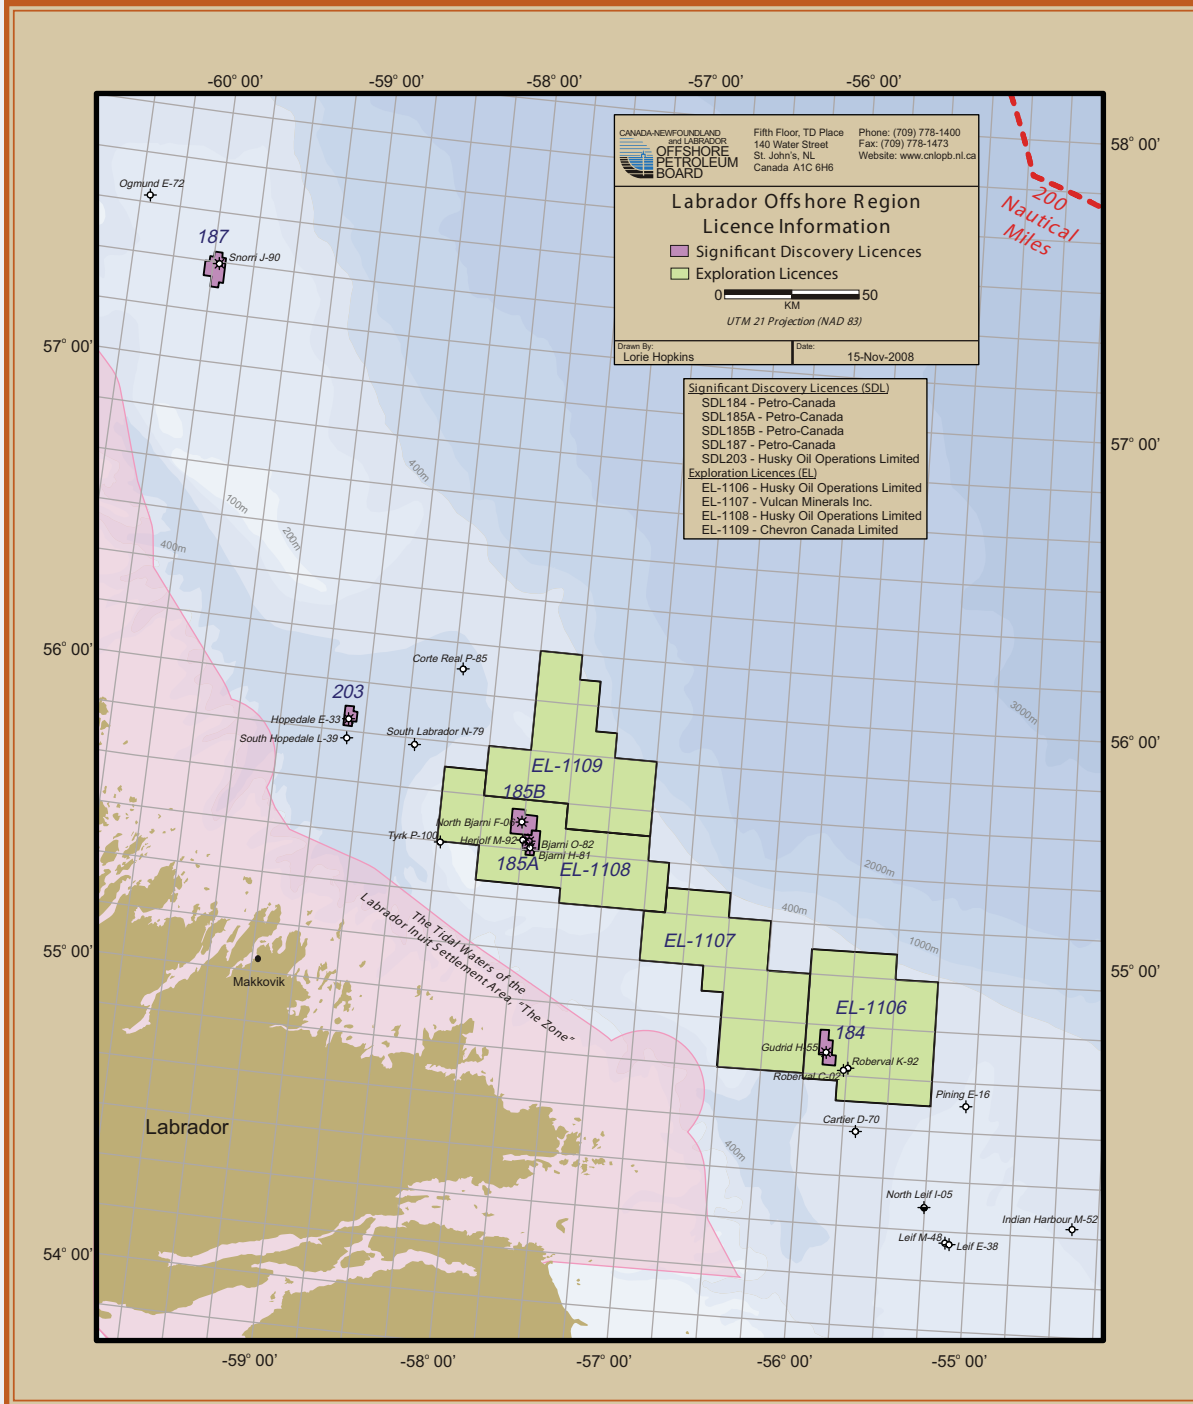 -60° 00'
-59° 00'
-58° 00'
-57° 00'
-56° 00'
58° 00'
CANADA-NEWFOUNDLAND
and LABRADOR
OFFSHORE
PETROLEUM
BOARD
Fifth Floor, TD Place
140 Water Street
St. John's, NL
Canada A1C 6H6
Phone: (709) 778-1400
Fax: (709) 778-1473
Website: www.cnlopb.nl.ca
Labrador Offshore Region
Licence Information
Significant Discovery Licences
Exploration Licences
0 50
KM
UTM 21 Projection (NAD 83)
Drawn By:
Lorie Hopkins
Date:
15-Nov-2008
200
Nautical
Miles
Ogmund E-72
187
Snorri J-90
57° 00'
57° 00'
Significant Discovery Licences (SDL)
SDL184 - Petro-Canada
SDL185A - Petro-Canada
SDL185B - Petro-Canada
SDL187 - Petro-Canada
SDL203 - Husky Oil Operations Limited
Exploration Licences (EL)
EL-1106 - Husky Oil Operations Limited
EL-1107 - Vulcan Minerals Inc.
EL-1108 - Husky Oil Operations Limited
EL-1109 - Chevron Canada Limited
400m
100m
200m
400m
56° 00'
Corte Real P-85
203
Hopedale E-33
South Hopedale L-39
South Labrador N-79
3000m
56° 00'
EL-1109
185B
North Bjarni F-06
Tyrk P-100
Herjolf M-92
Bjarni O-82
Bjarni H-81
185A
EL-1108
2000m
400m
1000m
The Tidal Waters of the
Labrador Inuit Settlement Area, "The Zone"
EL-1107
55° 00'
55° 00'
Makkovik
EL-1106
184
Gudrid H-55
Roberval K-92
Roberval C-02
Pining E-16
Cartier D-70
Labrador
400m
North Leif I-05
Indian Harbour M-52
Leif M-48
Leif E-38
54° 00'
-59° 00'
-58° 00'
-57° 00'
-56° 00'
-55° 00'